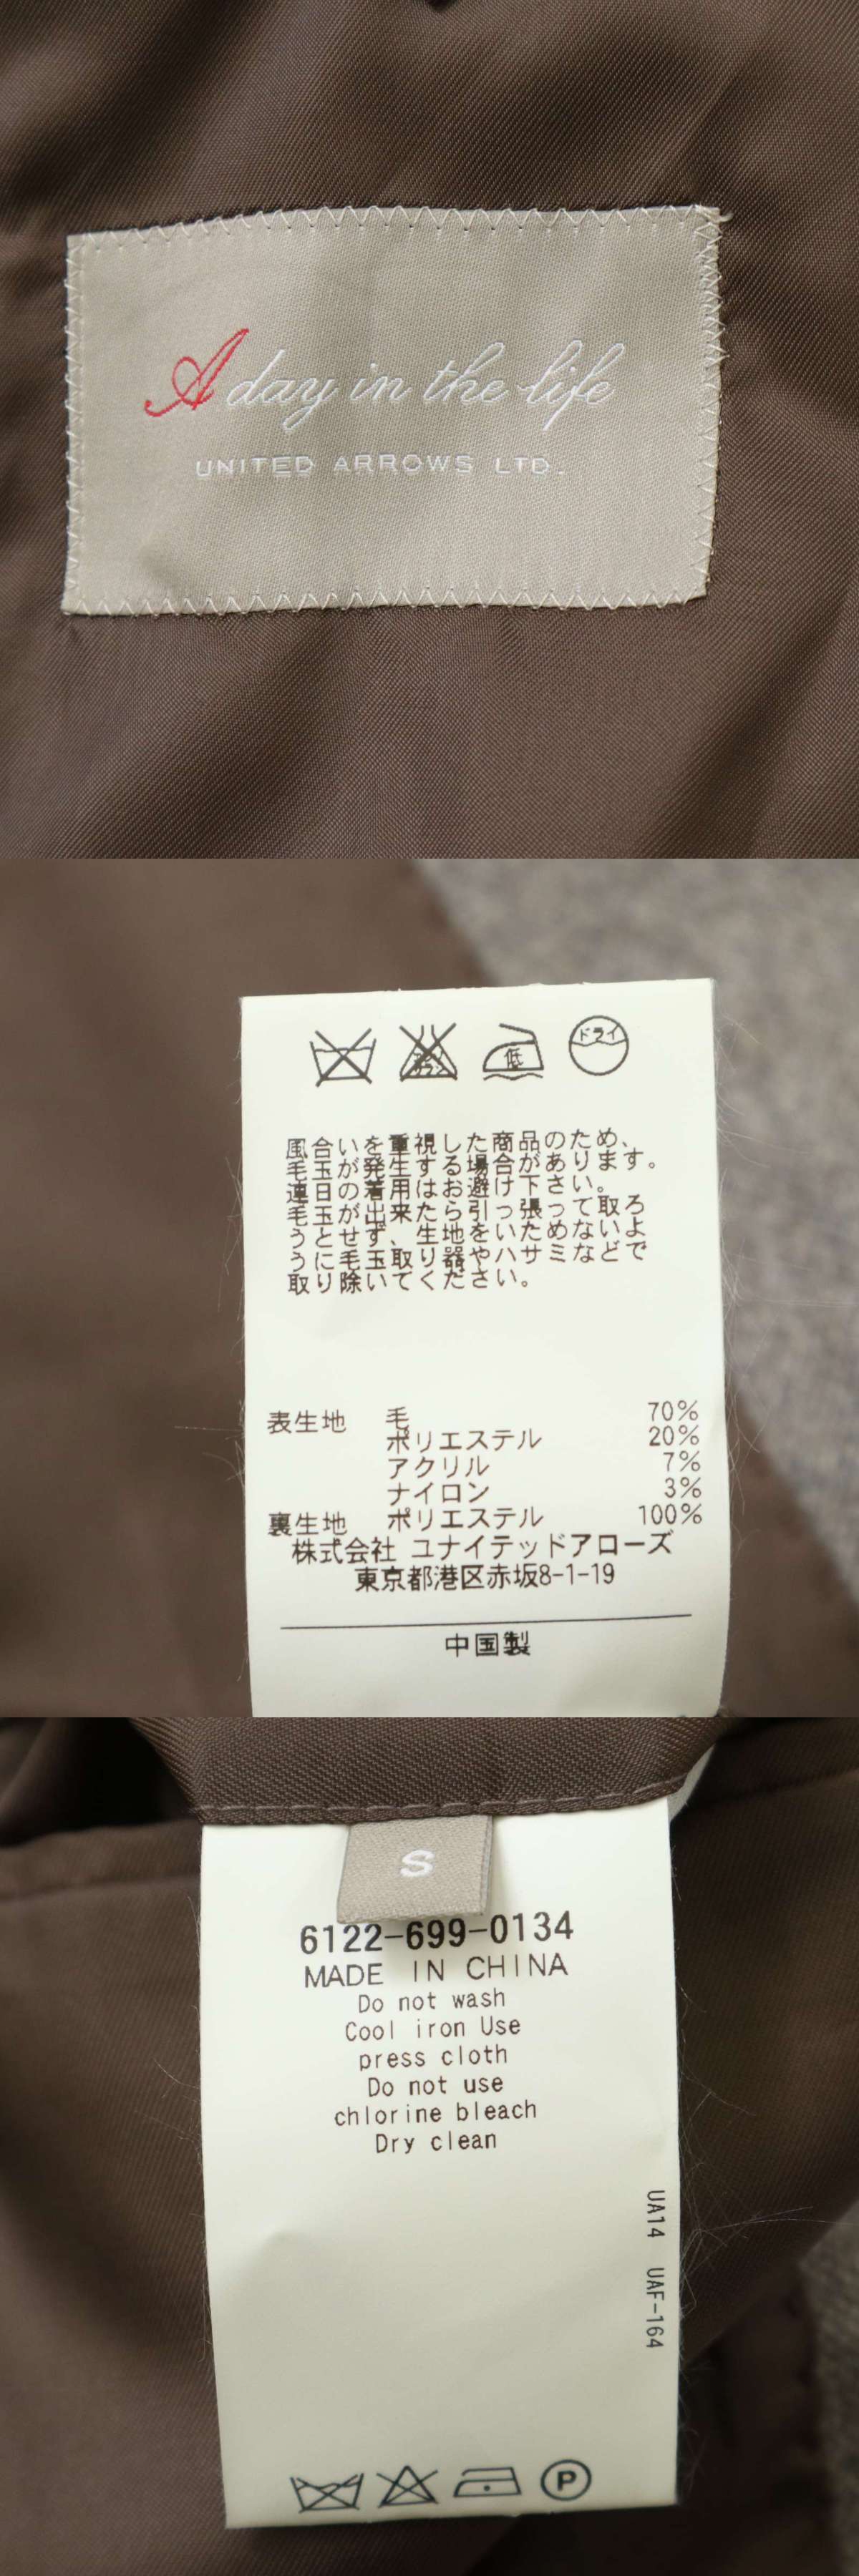 A day in the life
UNITED ARROWS LTD.
低
ドライ
風合いを重視した商品のため、
毛玉が発生する場合があります。
連日の着用はお避け下さい。
毛玉が出来たら引っ張って取ろ
うとせず、生地をいためないよ
うに毛玉取り器やハサミなどで
取り除いてください。
表生地 毛 70%
ポリエステル 20%
アクリル 7%
ナイロン 3%
裏生地 ポリエステル 100%
株式会社 ユナイテッドアローズ
東京都港区赤坂8-1-19
中国製
S
6122-699-0134
MADE IN CHINA
Do not wash
Cool iron Use
press cloth
Do not use
chlorine bleach
Dry clean
UA14 UAF-164
P